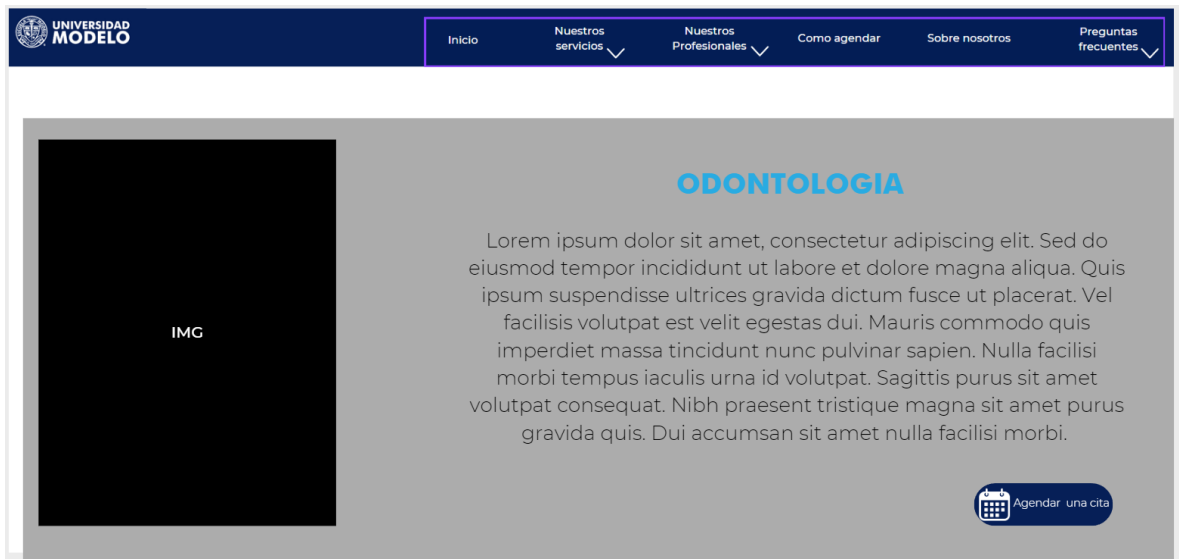 UNIVERSIDAD
MODELO
Inicio
Nuestros
servicios
Nuestros
Profesionales
Como agendar
Sobre nosotros
Preguntas
frecuentes
IMG
ODONTOLOGIA
Lorem ipsum dolor sit amet, consectetur adipiscing elit. Sed do
eiusmod tempor incididunt ut labore et dolore magna aliqua. Quis
ipsum suspendisse ultrices gravida dictum fusce ut placerat. Vel
facilisis volutpat est velit egestas dui. Mauris commodo quis
imperdiet massa tincidunt nunc pulvinar sapien. Nulla facilisi
morbi tempus iaculis urna id volutpat. Sagittis purus sit amet
volutpat consequat. Nibh praesent tristique magna sit amet purus
gravida quis. Dui accumsan sit amet nulla facilisi morbi.
Agendar una cita